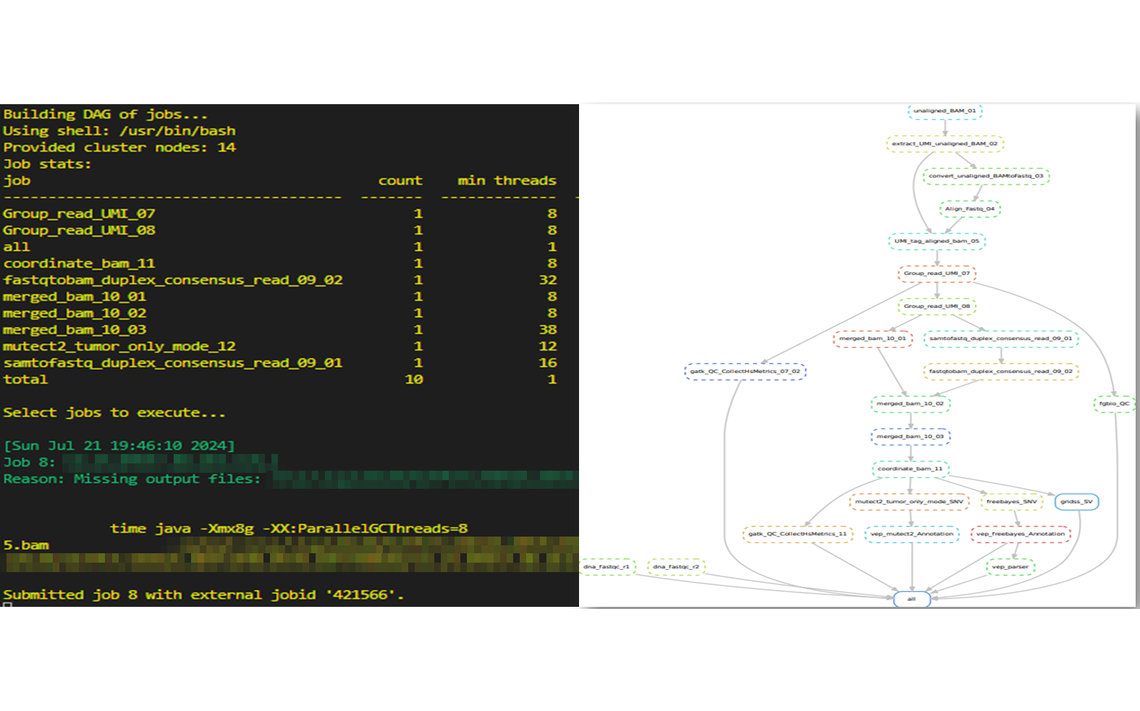 Building DAG of jobs...
Using shell: /usr/bin/bash
Provided cluster nodes: 14
Job stats:
job count min threads
Group_read_UMI_07 1 8
Group_read_UMI_08 1 8
all 1 1
coordinate_bam_11 1 8
fastqtobam_duplex_consensus_read_09_02 1 32
merged_bam_10_01 1 8
merged_bam_10_02 1 8
merged_bam_10_03 1 38
mutect2_tumor_only_mode_12 1 12
samtofastq_duplex_consensus_read_09_01 1 16
total 10 1
Select jobs to execute...
[Sun Jul 21 19:46:10 2024]
Job 8:
Reason: Missing output files:
time java -Xmx8g -XX:ParallelGCThreads=8
5.bam
Submitted job 8 with external jobid '421566'.
unaligned_BAM_01
extract_UMI_unaligned_BAM_02
convert_unaligned_BAMtoFastq_03
Align_Fastq_04
UMI_tag_aligned_bam_05
Group_read_UMI_07
Group_read_UMI_08
merged_bam_10_01
samtofastq_duplex_consensus_read_09_01
gatk_QC_CollectHsMetrics_07_02
fastqtobam_duplex_consensus_read_09_02
merged_bam_10_02
fgbio_QC
merged_bam_10_03
coordinate_bam_11
mutect2_tumor_only_mode_SNV
freebayes_SNV
gridss_SV
gatk_QC_CollectHsMetrics_11
vep_mutect2_Annotation
vep_freebayes_Annotation
dna_fastqc_r1
dna_fastqc_r2
vep_parser
all